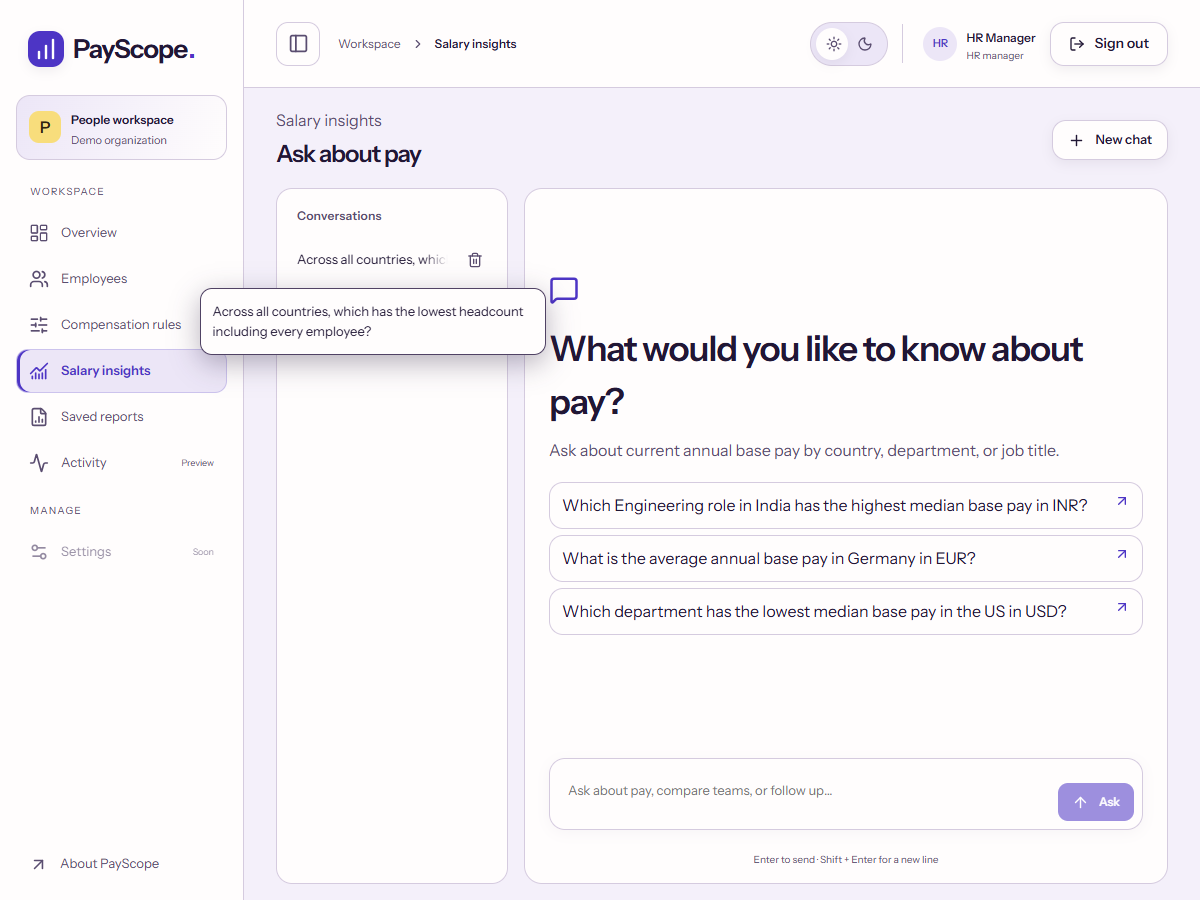 PayScope.
P
People workspace
Demo organization
WORKSPACE
Overview
Employees
Compensation rules
Salary insights
Saved reports
Activity
Preview
MANAGE
Settings
Soon
About PayScope
Workspace > Salary insights
HR
HR Manager
HR manager
Sign out
Salary insights
Ask about pay
New chat
Conversations
Across all countries, whic
Across all countries, which has the lowest headcount
including every employee?
What would you like to know about
pay?
Ask about current annual base pay by country, department, or job title.
Which Engineering role in India has the highest median base pay in INR?
What is the average annual base pay in Germany in EUR?
Which department has the lowest median base pay in the US in USD?
Ask about pay, compare teams, or follow up...
Ask
Enter to send · Shift + Enter for a new line